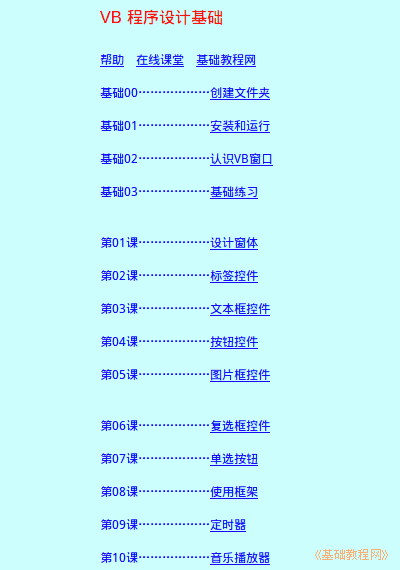 VB 程序设计基础
帮助 在线课堂 基础教程网
基础00………………创建文件夹
基础01………………安装和运行
基础02………………认识VB窗口
基础03………………基础练习
第01课………………设计窗体
第02课………………标签控件
第03课………………文本框控件
第04课………………按钮控件
第05课………………图片框控件
第06课………………复选框控件
第07课………………单选按钮
第08课………………使用框架
第09课………………定时器
第10课………………音乐播放器
《基础教程网》